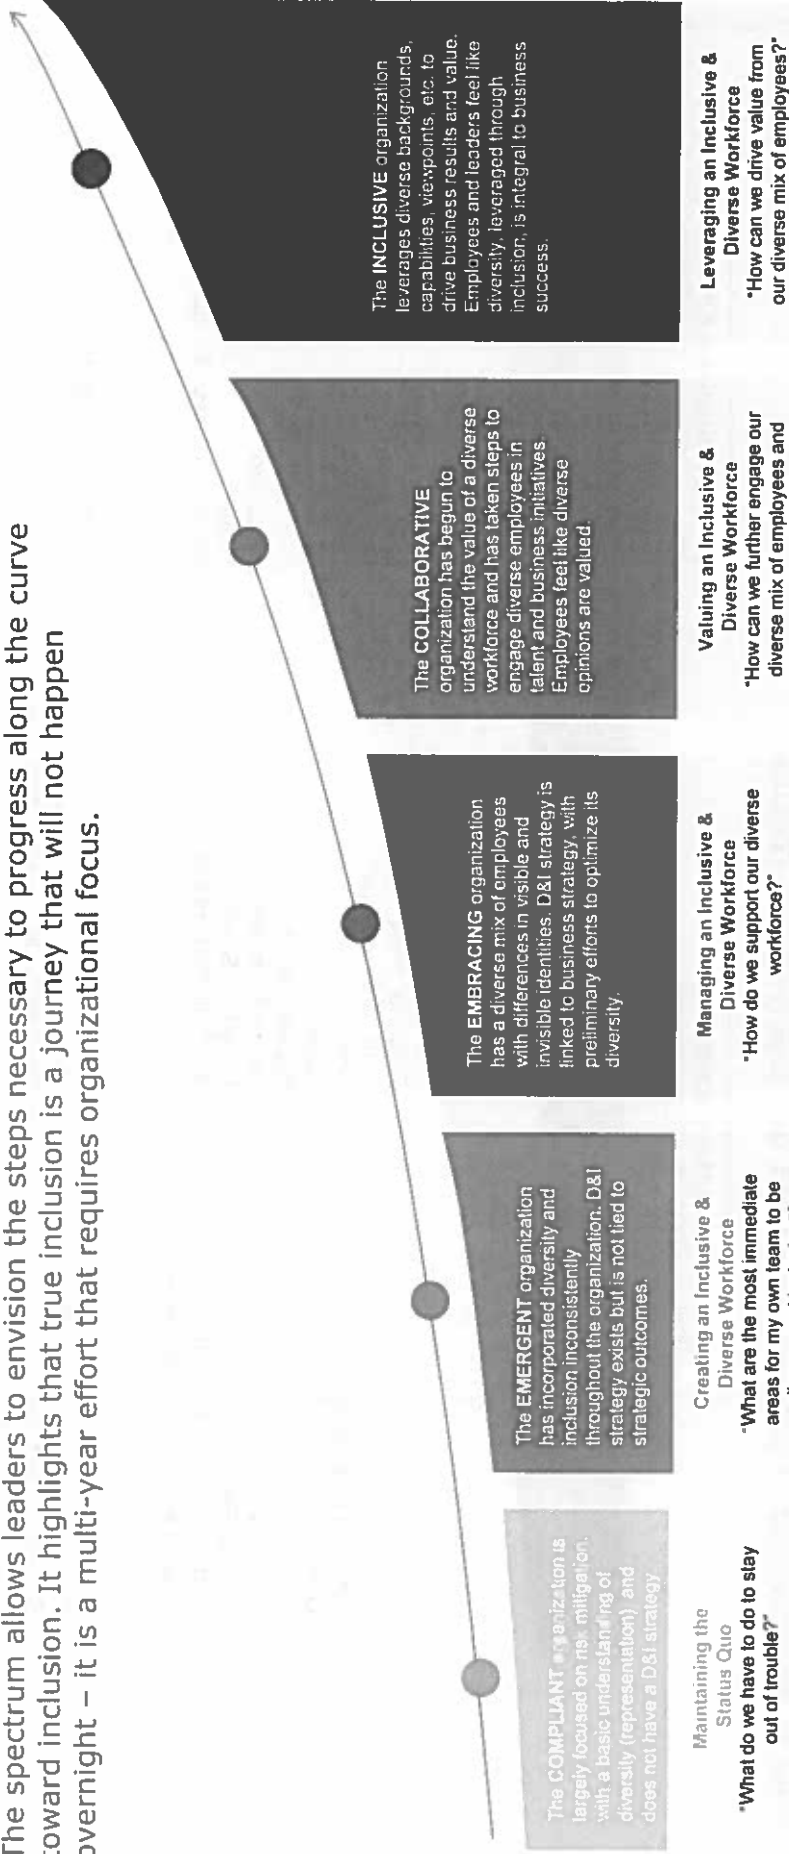 The spectrum allows leaders to envision the steps necessary to progress along the curve
toward inclusion. It highlights that true inclusion is a journey that will not happen
overnight – it is a multi-year effort that requires organizational focus.
The COMPLIANT organization is
largely focused on risk mitigation,
with a basic understanding of
diversity (representation) and
does not have a D&I strategy
Maintaining the
Status Quo
"What do we have to do to stay
out of trouble?"
The EMERGENT organization
has incorporated diversity and
inclusion inconsistently
throughout the organization. D&I
strategy exists but is not tied to
strategic outcomes.
Creating an Inclusive &
Diverse Workforce
"What are the most immediate
areas for my own team to be
The EMBRACING organization
has a diverse mix of employees
with differences in visible and
invisible identities. D&I strategy is
linked to business strategy, with
preliminary efforts to optimize its
diversity.
Managing an Inclusive &
Diverse Workforce
"How do we support our diverse
workforce?"
The COLLABORATIVE
organization has begun to
understand the value of a diverse
workforce and has taken steps to
engage diverse employees in
talent and business initiatives.
Employees feel like diverse
opinions are valued.
Valuing an Inclusive &
Diverse Workforce
"How can we further engage our
diverse mix of employees and
The INCLUSIVE organization
leverages diverse backgrounds,
capabilities, viewpoints, etc. to
drive business results and value.
Employees and leaders feel like
diversity, leveraged through
inclusion, is integral to business
success.
Leveraging an Inclusive &
Diverse Workforce
"How can we drive value from
our diverse mix of employees?"